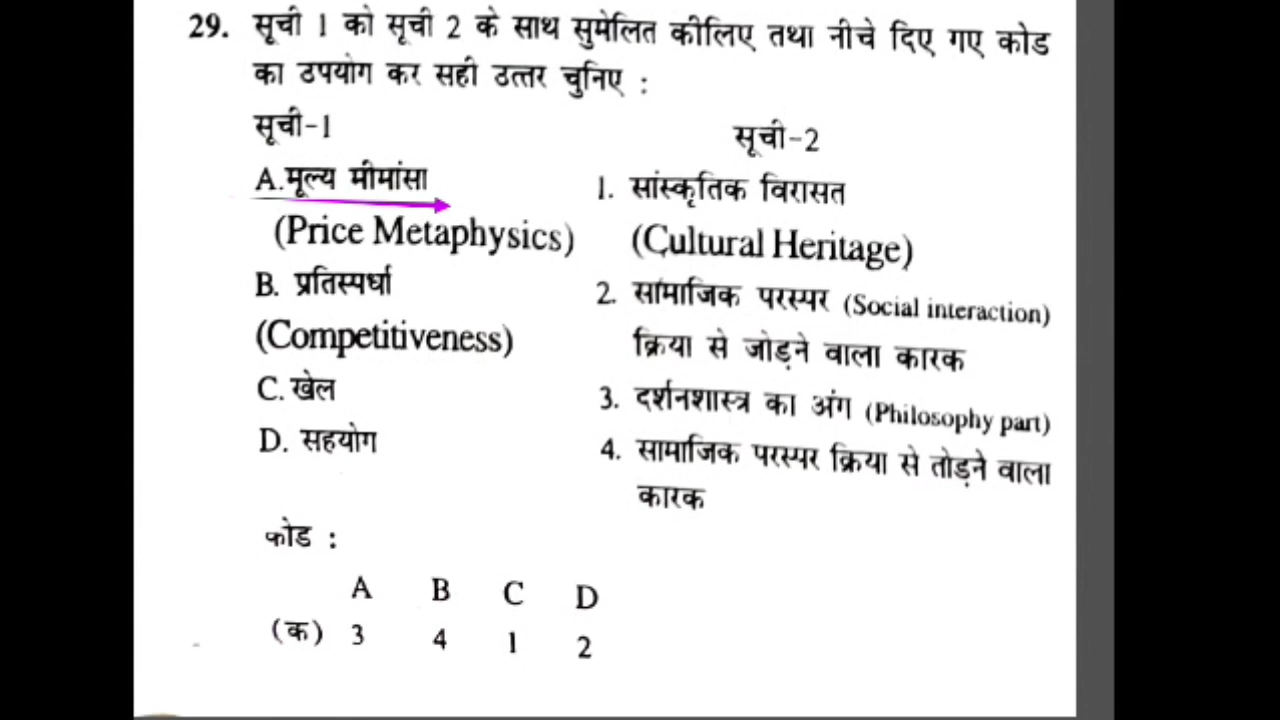 29. सूची 1 को सूची 2 के साथ सुमेलित कीलिए तथा नीचे दिए गए कोड
का उपयोग कर सही उत्तर चुनिए :
सूची-1
सूची-2
A.मूल्य मीमांसा
1. सांस्कृतिक विरासत
(Price Metaphysics)
(Cultural Heritage)
B. प्रतिस्पर्धा
2. सामाजिक परस्पर (Social interaction)
(Competitiveness)
क्रिया से जोड़ने वाला कारक
C. खेल
3. दर्शनशास्त्र का अंग (Philosophy part)
D. सहयोग
4. सामाजिक परस्पर क्रिया से तोड़ने वाला
कारक
कोड :
A B C D
(क) 3 4 1 2